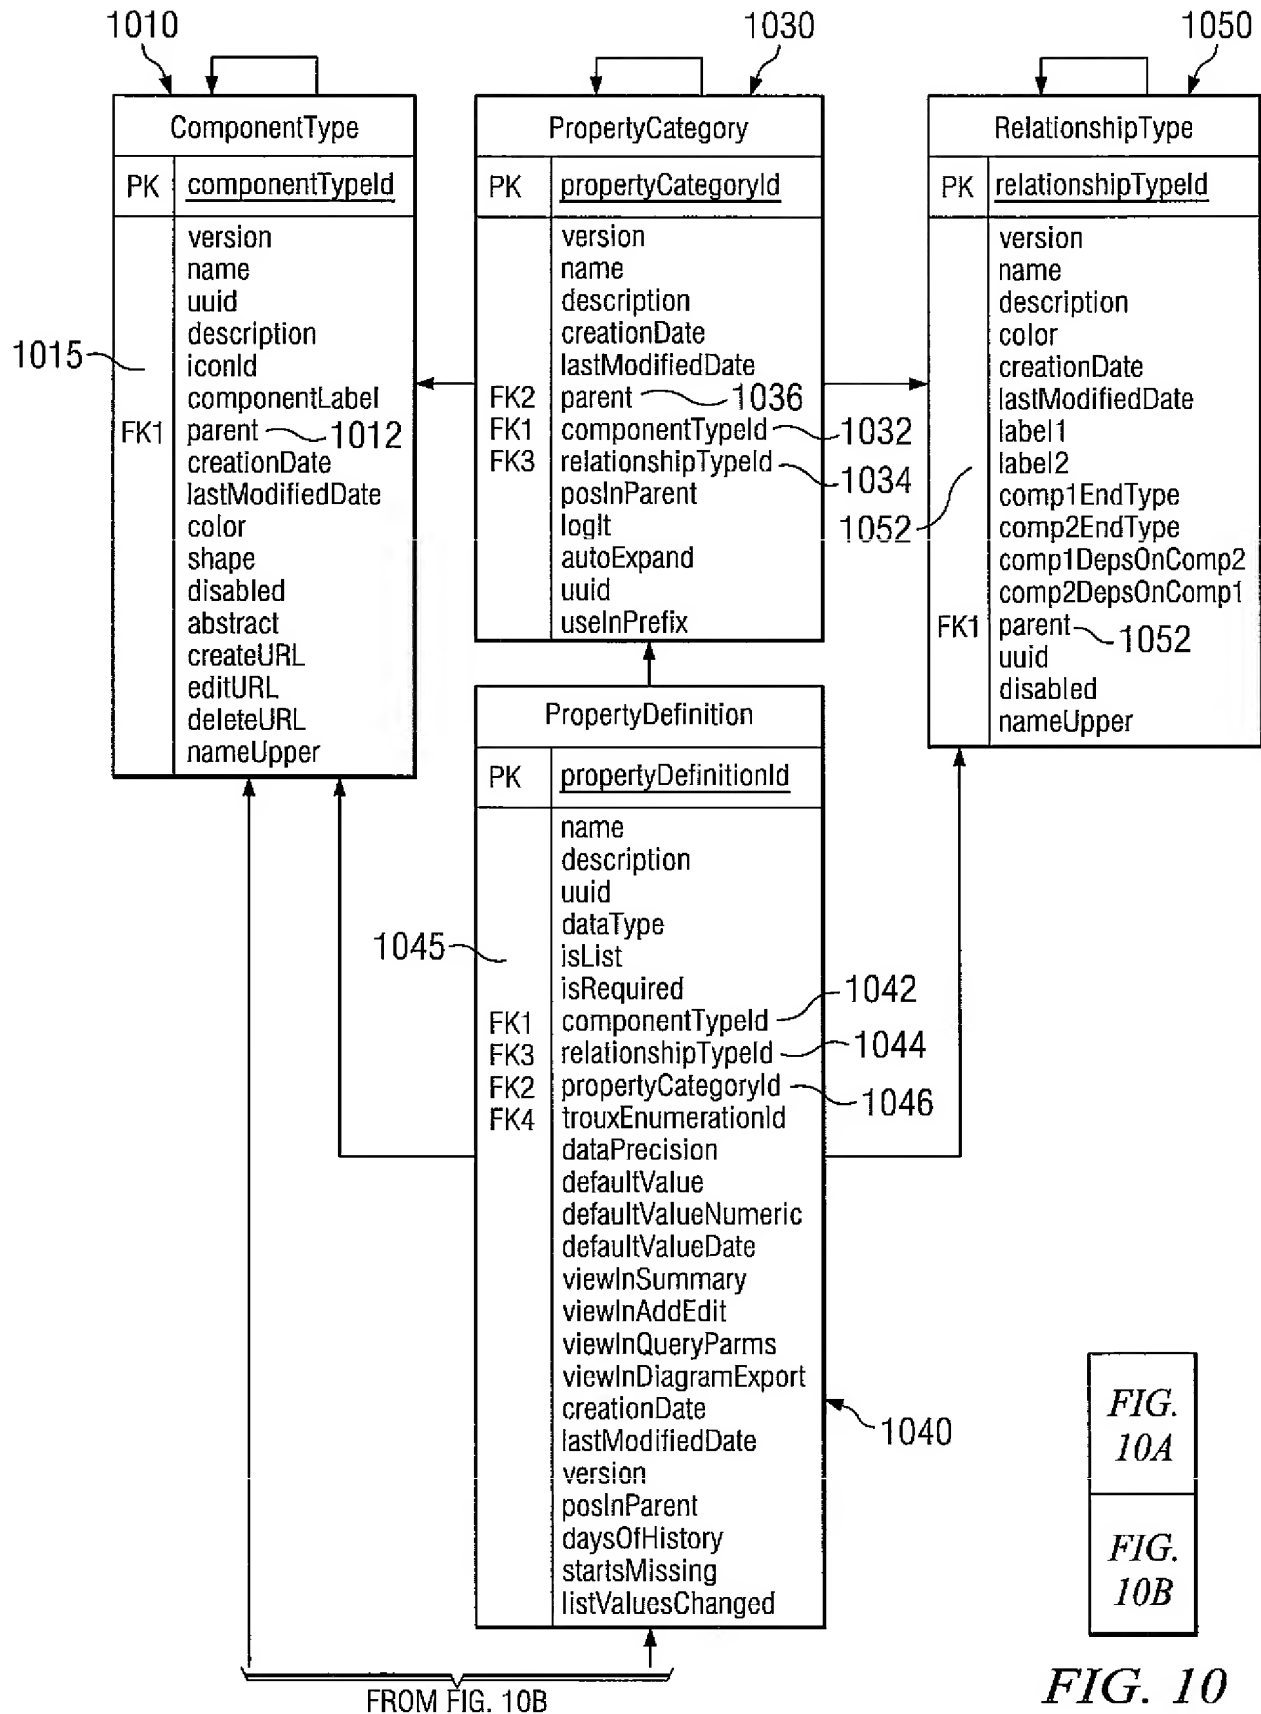 1010
1030
1050
ComponentType
PK componentTypeId
version
name
uuid
description
1015
iconId
componentLabel
FK1 parent 1012
creationDate
lastModifiedDate
color
shape
disabled
abstract
createURL
editURL
deleteURL
nameUpper
PropertyCategory
PK propertyCategoryId
version
name
description
creationDate
lastModifiedDate
FK2 parent 1036
FK1 componentTypeId 1032
FK3 relationshipTypeId 1034
posInParent
logIt
autoExpand
uuid
useInPrefix
RelationshipType
PK relationshipTypeId
version
name
description
color
creationDate
lastModifiedDate
label1
label2
1052
comp1EndType
comp2EndType
comp1DepsOnComp2
comp2DepsOnComp1
FK1 parent 1052
uuid
disabled
nameUpper
PropertyDefinition
PK propertyDefinitionId
name
description
uuid
dataType
1045
isList
isRequired
FK1 componentTypeId 1042
FK3 relationshipTypeId 1044
FK2 propertyCategoryId 1046
FK4 trouxEnumerationId
dataPrecision
defaultValue
defaultValueNumeric
defaultValueDate
viewInSummary
viewInAddEdit
viewInQueryParms
viewInDiagramExport
creationDate
1040
lastModifiedDate
version
posInParent
daysOfHistory
startsMissing
listValuesChanged
FROM FIG. 10B
FIG.
10A
FIG.
10B
FIG. 10